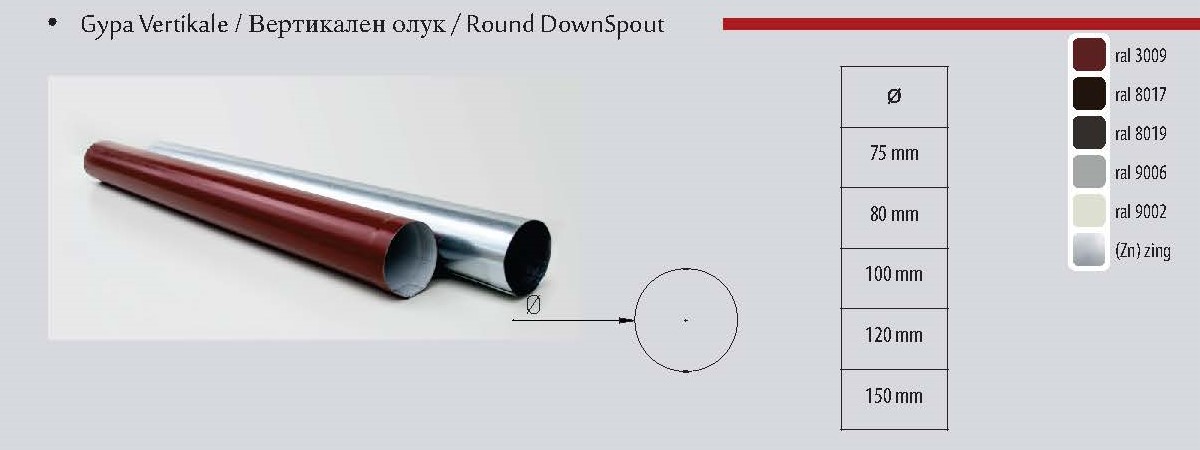 • Gypa Vertikale / Вертикален олук / Round DownSpout
Ø
75 mm
80 mm
100 mm
120 mm
150 mm
ral 3009
ral 8017
ral 8019
ral 9006
ral 9002
(Zn) zing
Ø